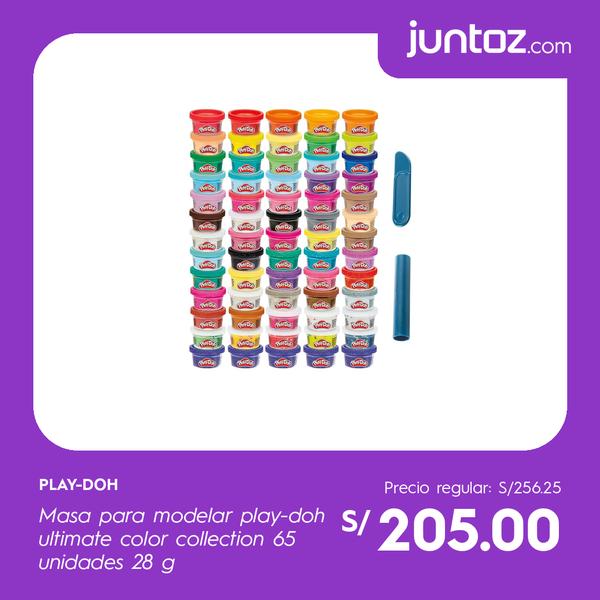 juntoz.com
PLAY-DOH
Masa para modelar play-doh
ultimate color collection 65
unidades 28 g
Precio regular: S/256.25
S/ 205.00